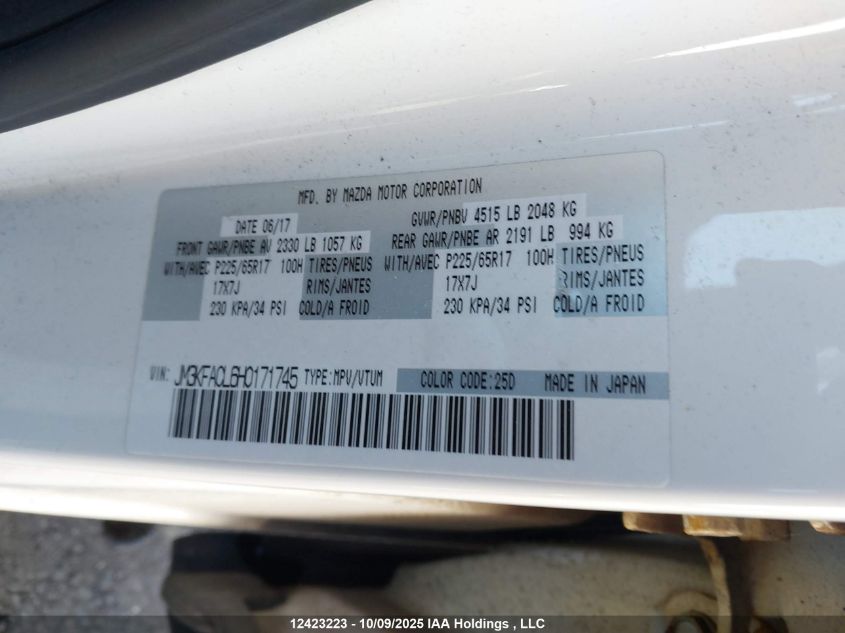 MFD. BY MAZDA MOTOR CORPORATION
DATE 06/17 GVWR/PNBV 4515 LB 2048 KG
FRONT GAWR/PNBE AV 2330 LB 1057 KG REAR GAWR/PNBE AR 2191 LB 994 KG
WITH/AVEC P225/65R17 100H TIRES/PNEUS WITH/AVEC P225/65R17 100H TIRES/PNEUS
17X7J RIMS/JANTES 17X7J RIMS/JANTES
230 KPA/34 PSI COLD/A FROID 230 KPA/34 PSI COLD/A FROID
VIN: JM3KFACL6H0171745 TYPE:MPV/VTUM COLOR CODE:25D MADE IN JAPAN
12423223 - 10/09/2025 IAA Holdings , LLC